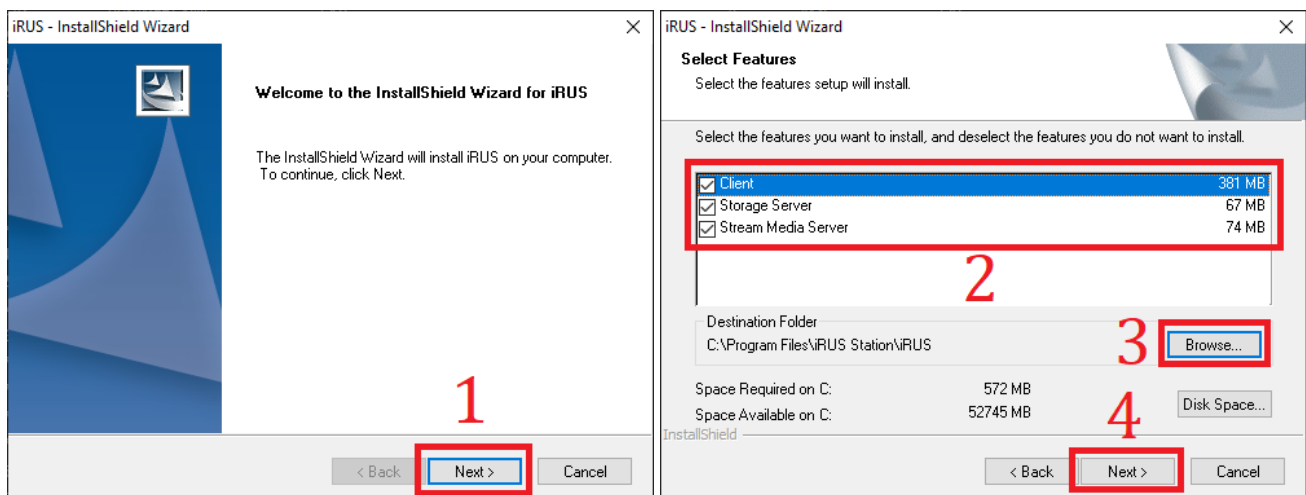 iRUS - InstallShield Wizard
Welcome to the InstallShield Wizard for iRUS
The InstallShield Wizard will install iRUS on your computer.
To continue, click Next.
1
< Back
Next >
Cancel
iRUS - InstallShield Wizard
Select Features
Select the features setup will install.
Select the features you want to install, and deselect the features you do not want to install.
Client 381 MB
Storage Server 67 MB
Stream Media Server 74 MB
2
Destination Folder
C:\Program Files\iRUS Station\iRUS
3
Browse...
Space Required on C: 572 MB
Space Available on C: 52745 MB
4
Disk Space...
InstallShield
< Back
Next >
Cancel